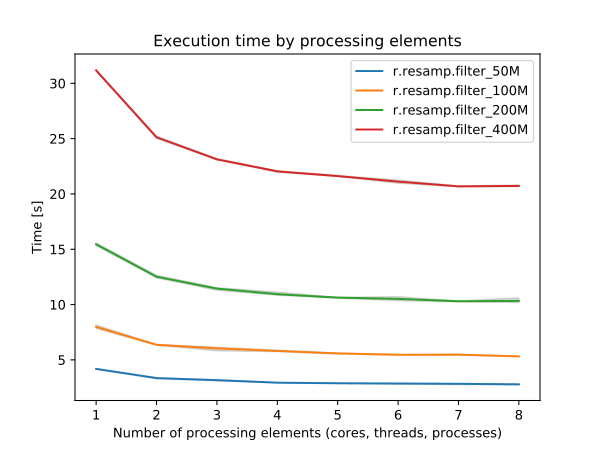 Execution time by processing elements
r.resamp.filter_50M
r.resamp.filter_100M
r.resamp.filter_200M
r.resamp.filter_400M
Time [s]
30
25
20
15
10
5
1 2 3 4 5 6 7 8
Number of processing elements (cores, threads, processes)